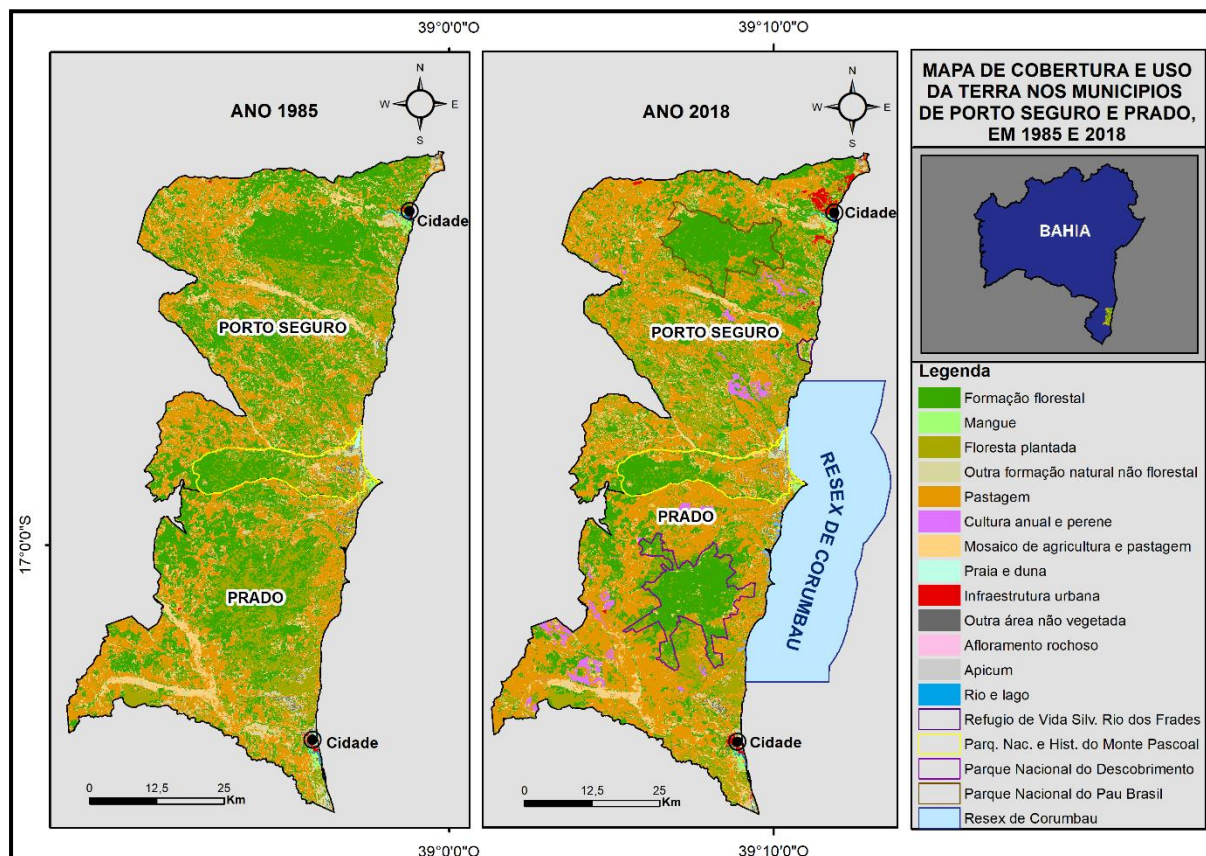 39°0'0"O
39°10'0"O
ANO 1985
N
W
E
S
Cidade
PORTO SEGURO
PRADO
17°0'0"S
Cidade
0
12,5
25
Km
39°0'0"O
ANO 2018
N
W
E
S
Cidade
PORTO SEGURO
PRADO
RESEX DE CORUMBAU
Cidade
0
12,5
25
Km
39°10'0"O
MAPA DE COBERTURA E USO
DA TERRA NOS MUNICIPIOS
DE PORTO SEGURO E PRADO,
EM 1985 E 2018
BAHIA
Legenda
Formação florestal
Mangue
Floresta plantada
Outra formação natural não florestal
Pastagem
Cultura anual e perene
Mosaico de agricultura e pastagem
Praia e duna
Infraestrutura urbana
Outra área não vegetada
Afloramento rochoso
Apicum
Rio e lago
Refugio de Vida Silv. Rio dos Frades
Parq. Nac. e Hist. do Monte Pascoal
Parque Nacional do Descobrimento
Parque Nacional do Pau Brasil
Resex de Corumbau